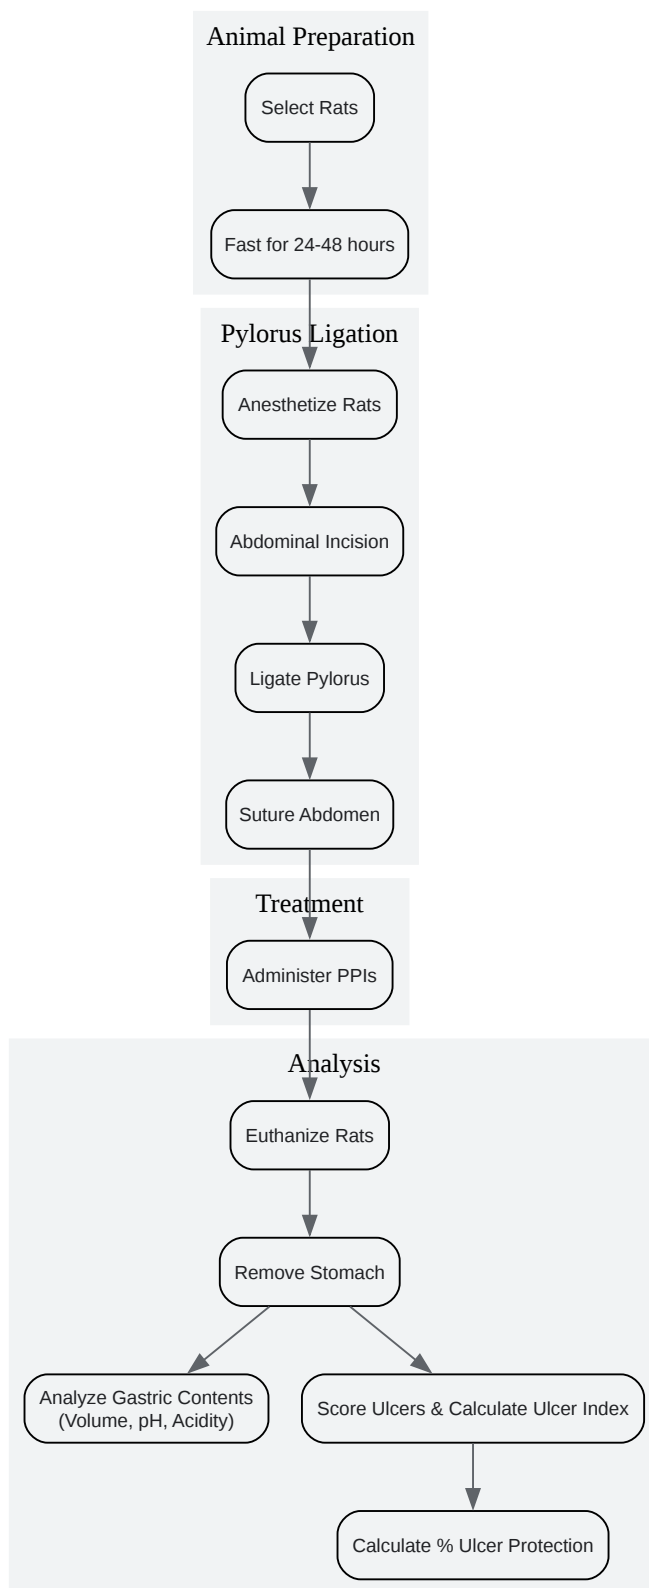 Animal Preparation
Select Rats
Fast for 24-48 hours
Pylorus Ligation
Anesthetize Rats
Abdominal Incision
Ligate Pylorus
Suture Abdomen
Treatment
Administer PPIs
Analysis
Euthanize Rats
Remove Stomach
Analyze Gastric Contents
(Volume, pH, Acidity)
Score Ulcers & Calculate Ulcer Index
Calculate % Ulcer Protection